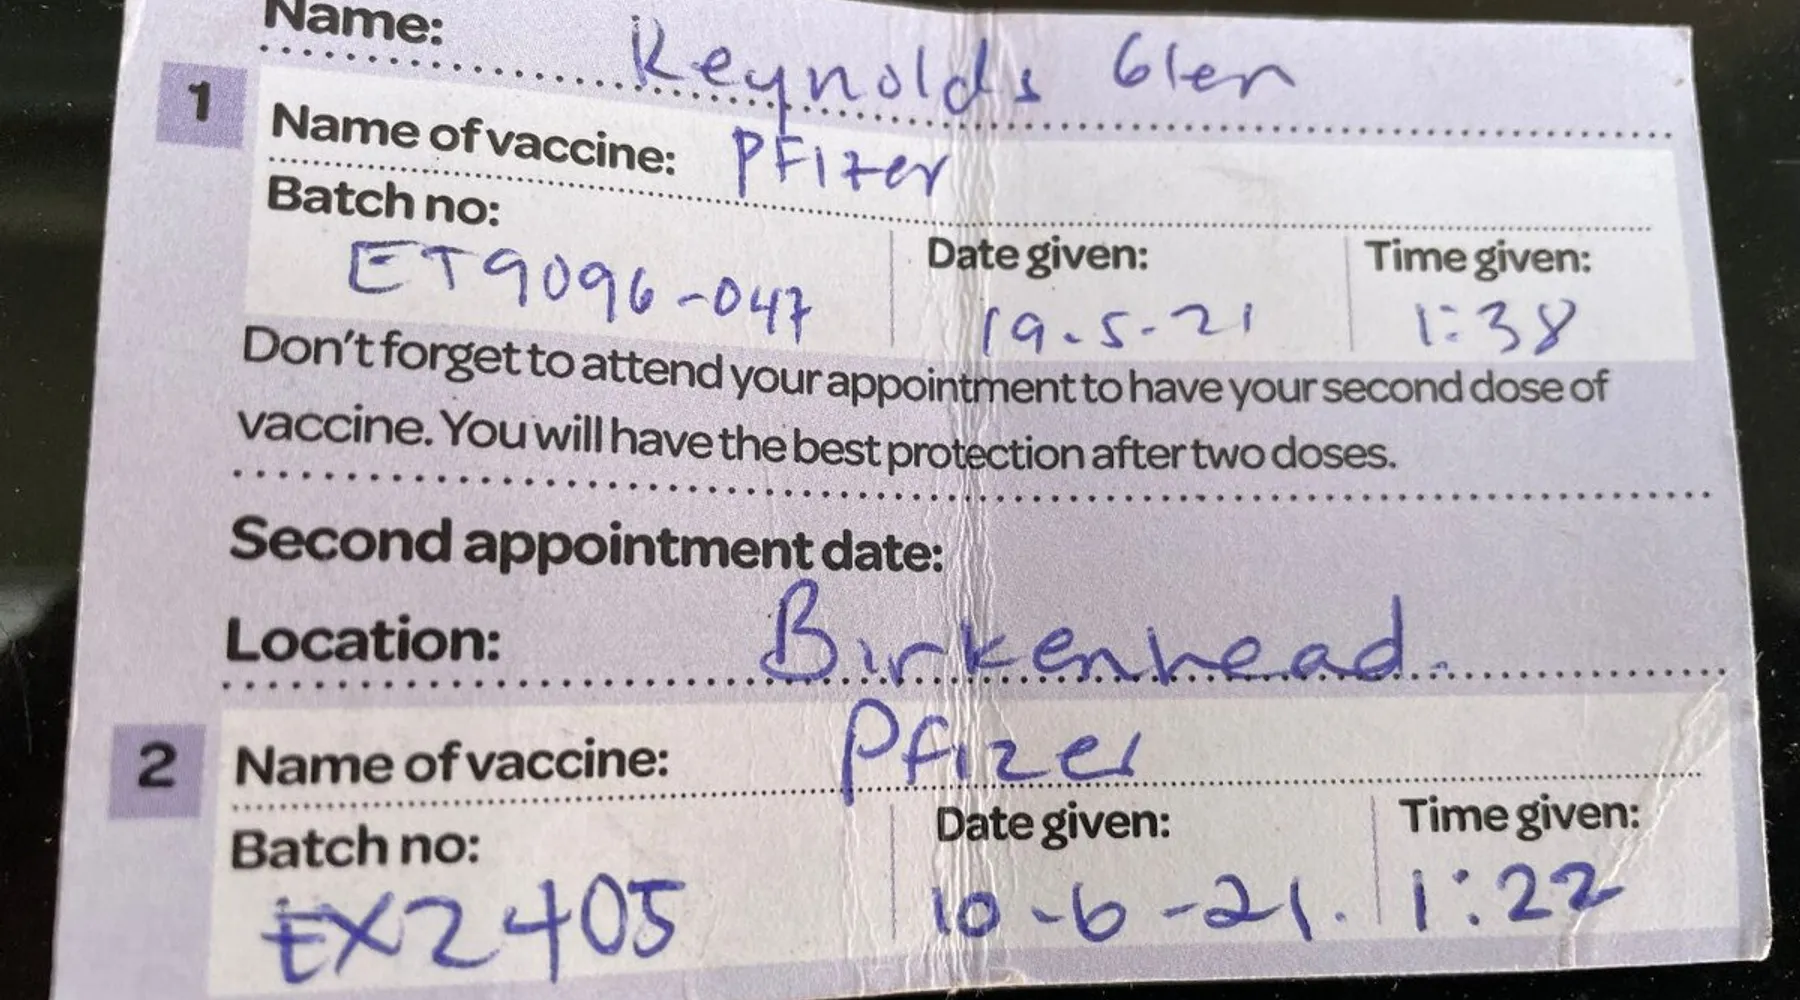 Name: Reynolds Glen
1 Name of vaccine: PFizer
Batch no: Date given: Time given:
ET9096-047 19.5.21 1:38
Don't forget to attend your appointment to have your second dose of
vaccine. You will have the best protection after two doses.
Second appointment date:
Location: Birkenhead.
2 Name of vaccine: Pfizer
Batch no: Date given: Time given:
EX2405 10-6-21. 1:22